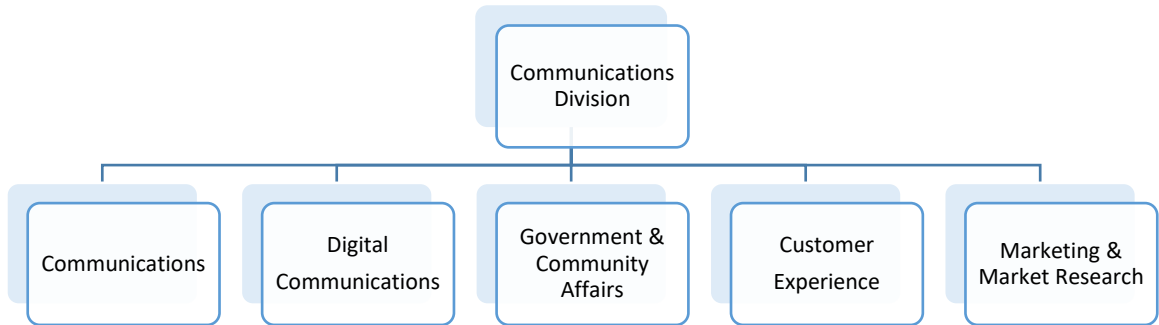 Communications
Division
Communications
Digital
Communications
Government &
Community
Affairs
Customer
Experience
Marketing &
Market Research